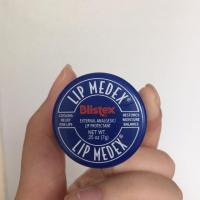 LIP MEDEX®
Blistex®
COOLING
RELIEF
FOR LIPS
EXTERNAL ANALGESIC/
LIP PROTECTANT
RESTORES
MOISTURE
BALANCE
NET WT.
.25 oz (7g)
LIP MEDEX®